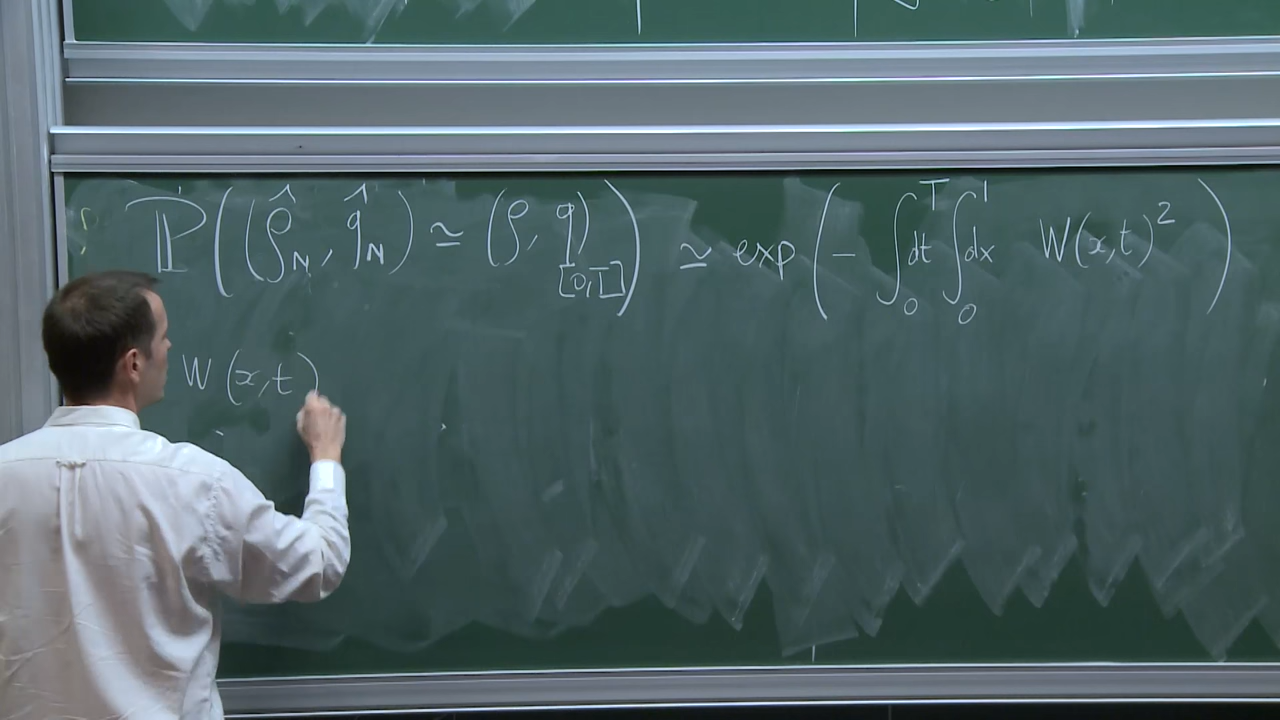 ℙ((ρ̂_N, q̂_N) ≃ (ρ, q)_[0,T]) ≃ exp(− ∫_0^T dt ∫_0^1 dx W(x,t)^2)
W(x,t)